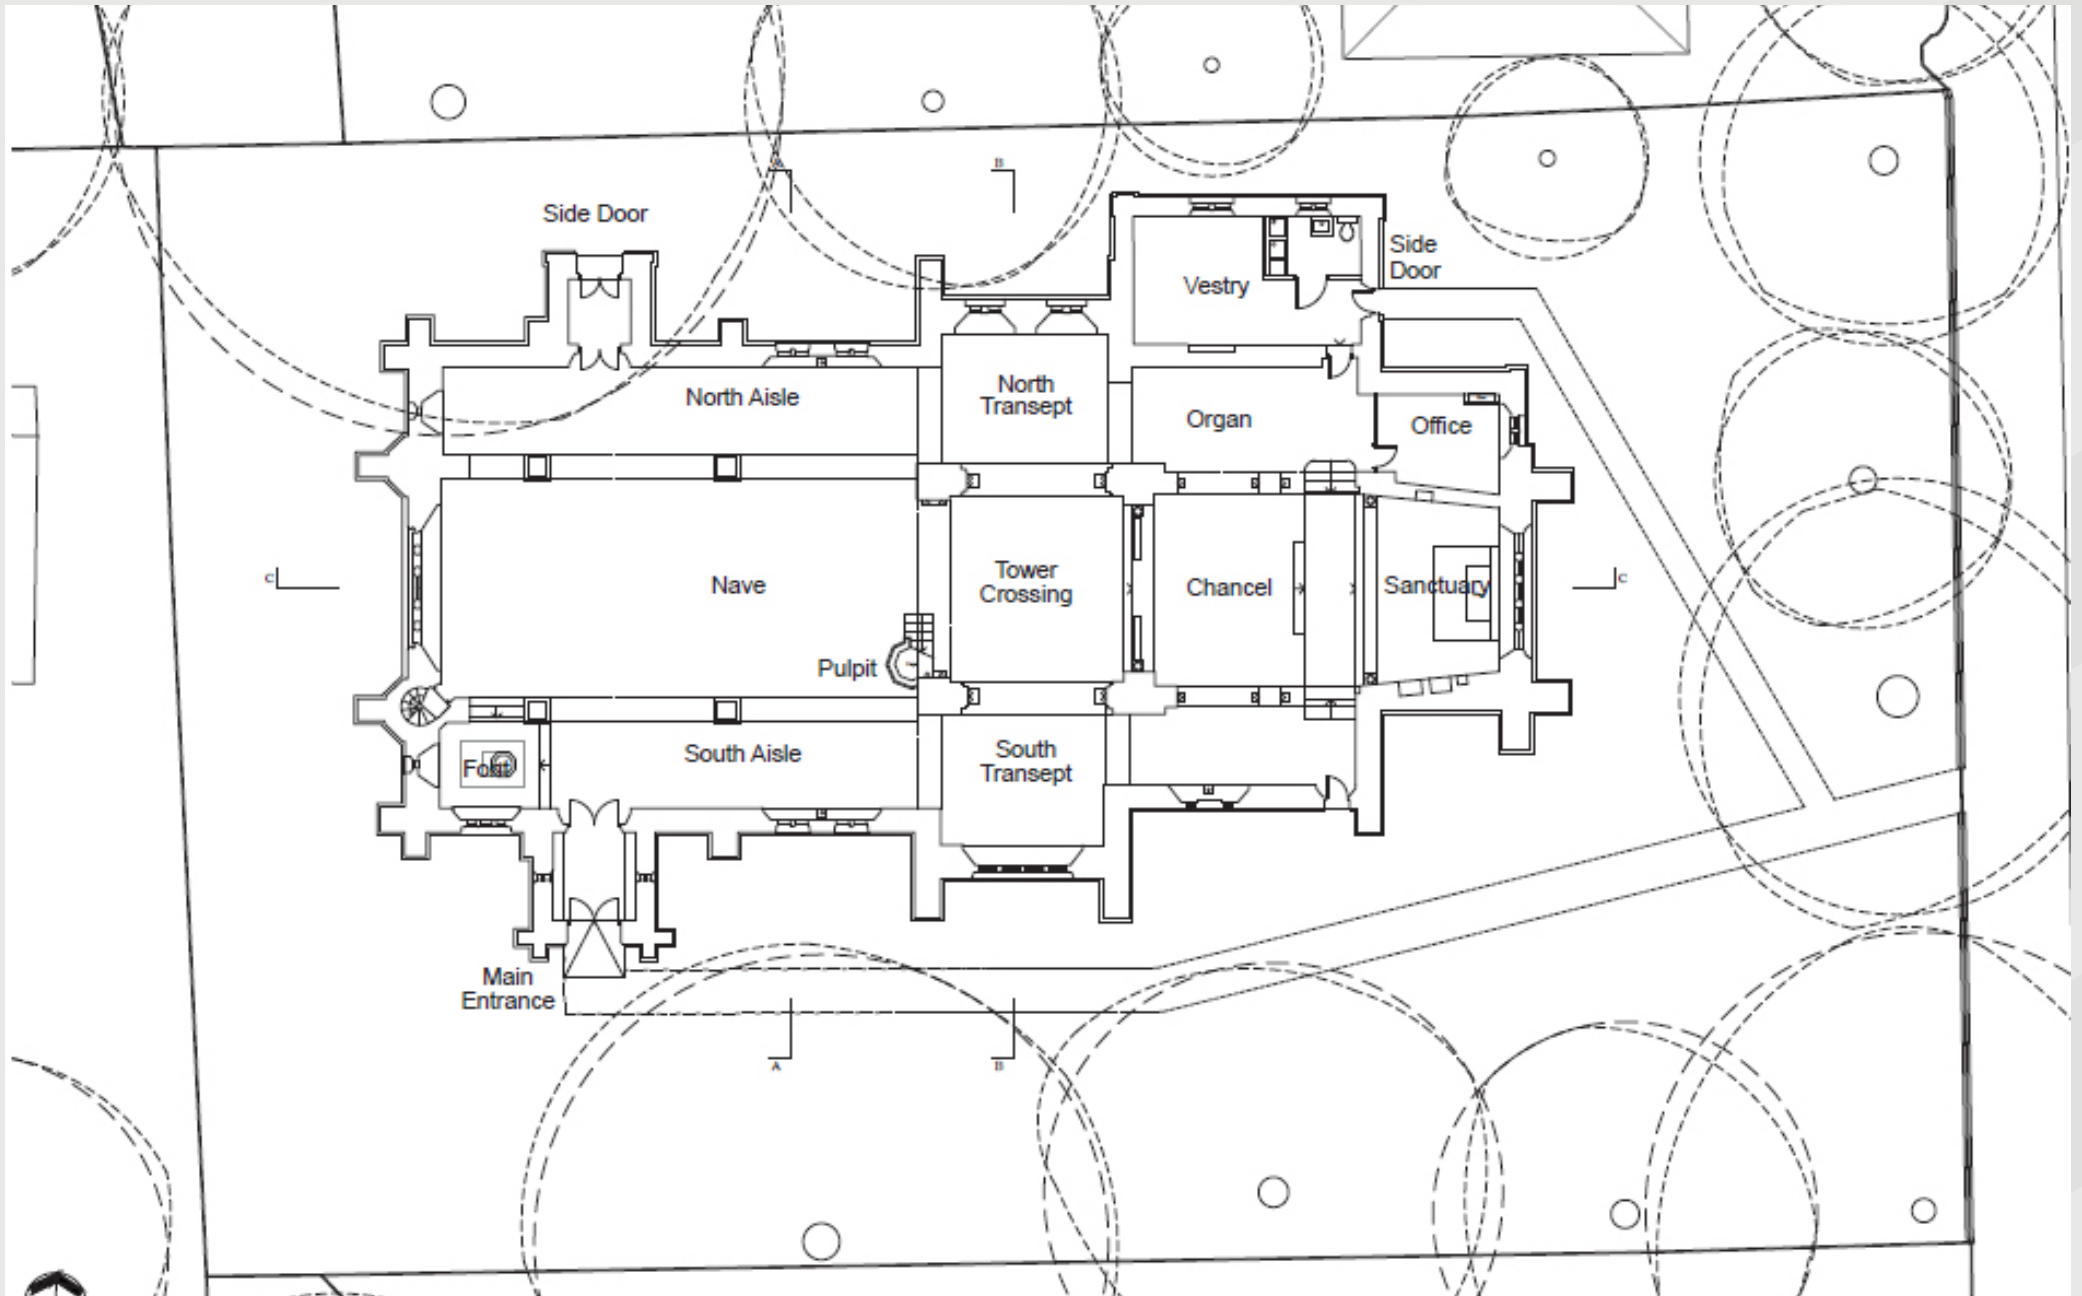 A
B
Side Door
Side
Door
Vestry
North Aisle
North
Transept
Organ
Office
C
Nave
Tower
Crossing
Chancel
Sanctuary
C
Pulpit
Font
South Aisle
South
Transept
Main
Entrance
A
B